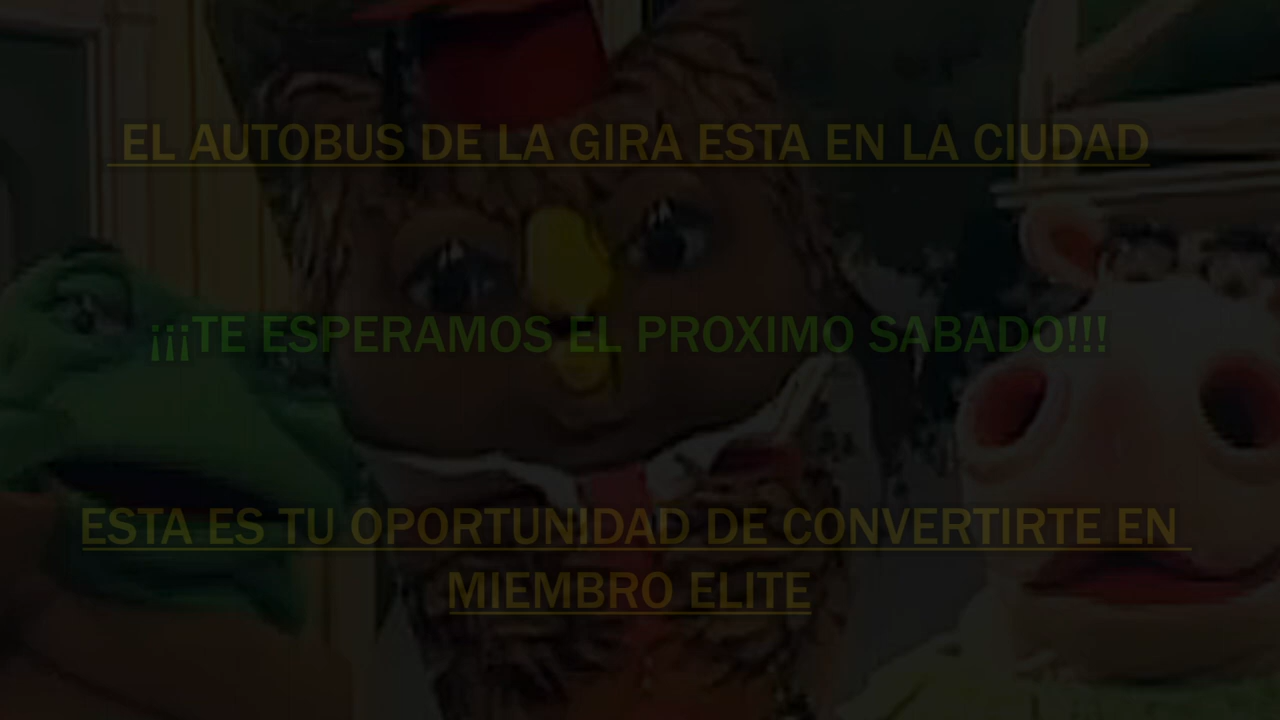 EL AUTOBUS DE LA GIRA ESTA EN LA CIUDAD
¡¡¡TE ESPERAMOS EL PROXIMO SABADO!!!
ESTA ES TU OPORTUNIDAD DE CONVERTIRTE EN
MIEMBRO ELITE